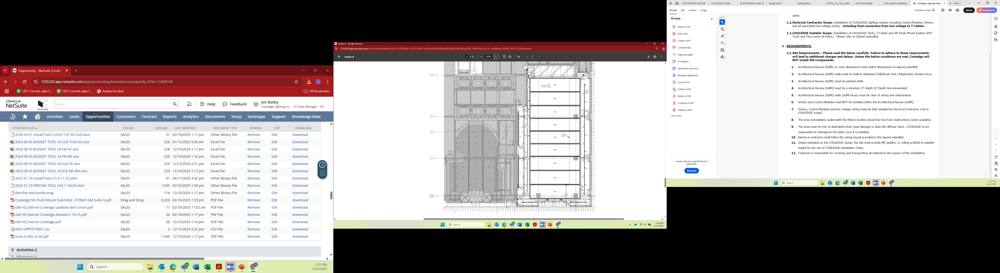 Opportunity - NetSuite (Cooled
1255223.app.netsuite.com/app/accounting/transactions/opprtnty.nl?id=11468744
LED 3 month sales f...
LED 3 month sales f...
Adobe Acrobat
All Bookmarks
ORACLE
NetSuite
COOLEDGE
Search
Help
Feedback
Jim Bailey
Cooledge Lighting Inc. - CE Sales Manager – SIS
Activities Leads Opportunities Customers Forecast Reports Analytics Documents Setup SuiteApps Support Knowledge Base
ATTACHED FILES ▲ FOLDER SIZE (KB) LAST MODIFIED DOCUMENT TYPE REMOVE EDIT DOWNLOAD
2024 05 01 Install Tool v14 021125 SIS SUS.xlsm SALES 31 02/19/2025 1:17 pm Other Binary File Remove Edit download
2024 08 05 BUDGET TOOL v9 CUS TUN 5x5.xlsx SALES 228 01/15/2025 9:26 am Excel File Remove Edit download
2024 08 05 BUDGET TOOL v9 FM HF.xlsx SALES 228 12/10/2024 1:17 pm Excel File Remove Edit download
2024 08 05 BUDGET TOOL v9 FM MF.xlsx SALES 229 12/10/2024 1:16 pm Excel File Remove Edit download
2024 08 05 BUDGET TOOL v9 SUS HF.xlsx SALES 229 12/12/2024 2:21 pm Excel File Remove Edit download
2024 08 05 BUDGET TOOL v9 SUS MF WH.xlsx SALES 229 12/10/2024 1:17 pm Excel File Remove Edit download
2025 01 23 Install Tool v15 4.17.25.xlsm SALES 31 04/17/2025 3:42 pm Other Binary File Remove Edit download
2025 01 23 PRICING TOOL V42.1 10x35.xlsm SALES 1,035 02/10/2025 1:59 pm Other Binary File Remove Edit download
Barrilite and evolite.msg SALES 114 12/10/2024 1:17 pm Other Binary File Remove Edit download
Cooledge SIS Flush Mount Submittal - 019941 GM Suite G.pdf Drag and Drop 9,229 02/10/2025 1:53 pm PDF File Remove Edit download
GM HQ Detroit-Cooledge updated with Union.pdf SALES 17 02/19/2025 11:02 am PDF File Remove Edit download
GM HQ Detroit-Cooledge-Revised 2-19-25.pdf SALES 26 02/19/2025 1:17 pm PDF File Remove Edit download
GM HQ Detroit-Cooledge.pdf SALES 26 12/10/2024 1:16 pm PDF File Remove Edit download
INST-OPPY019941.csv SALES 2 12/12/2024 2:22 pm CSV File Remove Edit download
Suite G Elec to SE.pdf SALES 1,544 12/10/2024 1:17 pm PDF File Remove Edit download
Activities ()
Messages ()
Search
3:32 PM
5/14/2025
media.nl - Google Chrome
media.nl
5 / 6
67%
Search
3:32 PM
5/14/2025
QUOT035565 (002).pdf
COOLEDGE PO.pdf
QUOT034286 St Jude 15..
Spring Invite 1
Spring Invite 1
250513_L11_Lum_Ceilin..
QUOT035358.pdf
CAA Load-In Guidelines ..
Cooledge Lighting State..
Create
All tools Edit Convert E-Sign
Find text or tools
Share
AI Assistant
All tools
Export a PDF
Edit a PDF
Create a PDF
Combine files
Organize pages
AI Assistant
Generative summary
Request e-signatures
Scan & OCR
Protect a PDF
Redact a PDF
Compress a PDF
Prepare a form
View more
Convert, edit and e-sign PDF forms &
agreements
Free trial
same.
1.2. Electrical Contractor Scope: Installation of COOLEDGE Lighting System including Control Modules, Drivers
and all associated low voltage wiring – including final connection from low voltage to T-Cables.
1.3. COOLEDGE Installer Scope: Installation of COOLEDGE TILEs, T-Cables and SIS Flush Mount System (PVC
Track and Two Layers of Fabric). Please refer to Signed Submittal.
2. REQUIREMENTS:
2.1. Site Requirements – Please read the below carefully. Failure to adhere to these requirements
will lead to additional charges and delays. Unless the below conditions are met, Cooledge will
NOT install SIS Components.
1. Architectural Recess (Soffit) or room dimensions must match dimensions on signed submittal.
2. Architectural Recess (Soffit) walls must be built to withstand 20lb/linear foot (30kg/meter) tension force.
3. Architectural Recess (Soffit) must be painted white
4. Architectural Recess (Soffit) must be a minimum 4" Depth (6" Depth Recommended).
5. Architectural Recess (Soffit) walls (soffit faces) must be clear of wiring and obstructions.
6. Drivers and Control Modules shall NOT be installed within the Architectural Recess (Soffit).
7. Drivers, Control Modules and low voltage wiring must be fully installed by Electrical Contractor (not in
COOLEDGE scope).
8. The area immediately underneath the fixture location should be free from obstructions (when possible).
9. The area must be free of dust/debris that could damage or stain the diffuser fabric. COOLEDGE is not
responsible for damage to the fabric once it is installed.
10. Electrical contractor shall follow the wiring layout provided in the signed submittal.
11. Unless indicated on the COOLEDGE Quote, the site shall provide lift, ladders, or rolling scaffold of suitable
height for the use of COOLEDGE Installation Team.
12. Customer is responsible for receiving and transporting all material to the area(s) of the installation.
1
1
Search
3:32 PM
5/14/2025